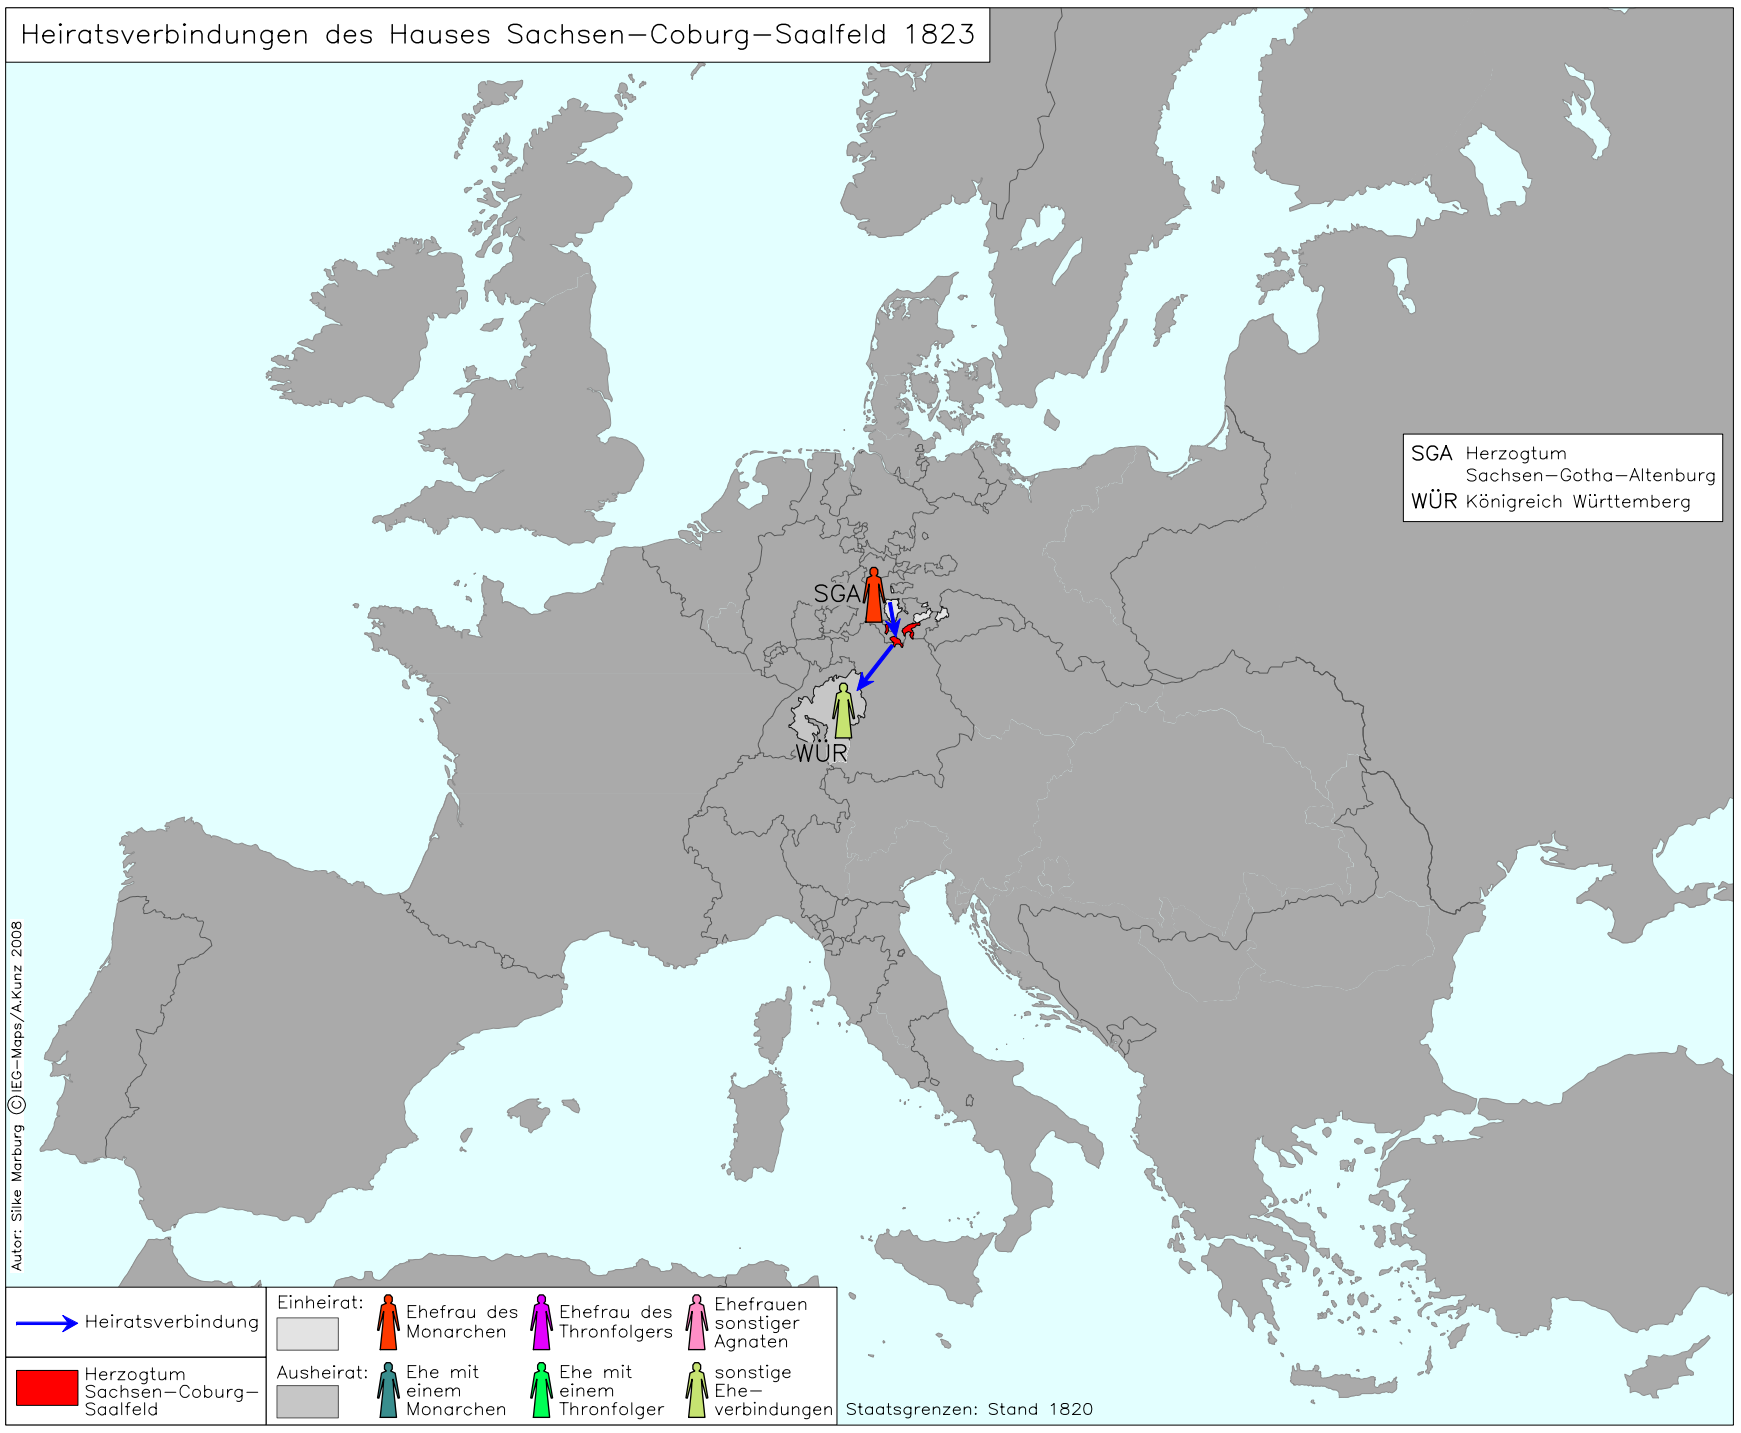 Heiratsverbindungen des Hauses Sachsen-Coburg-Saalfeld 1823
SGA Herzogtum
Sachsen-Gotha-Altenburg
WÜR Königreich Württemberg
SGA
WÜR
Autor: Silke Marburg ©IEG-Maps/A.Kunz 2008
Heiratsverbindung
Herzogtum
Sachsen-Coburg-
Saalfeld
Einheirat:
Ehefrau des
Monarchen
Ehefrau des
Thronfolgers
Ehefrauen
sonstiger
Agnaten
Ausheirat:
Ehe mit
einem
Monarchen
Ehe mit
einem
Thronfolger
sonstige
Ehe-
verbindungen
Staatsgrenzen: Stand 1820